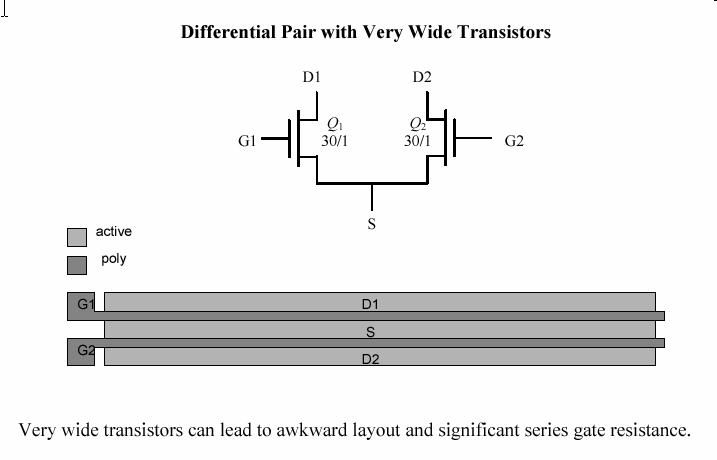 Differential Pair with Very Wide Transistors
D1 D2
Q1 Q2
G1 30/1 30/1 G2
S
active
poly
G1 D1
S
G2 D2
Very wide transistors can lead to awkward layout and significant series gate resistance.